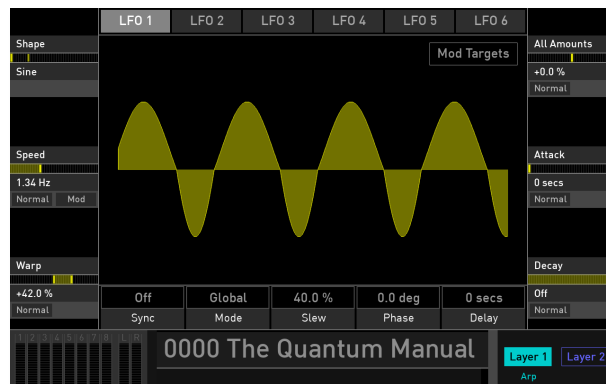 LFO 1 LFO 2 LFO 3 LFO 4 LFO 5 LFO 6
Mod Targets
Shape
Sine
Speed
1.34 Hz
Normal Mod
Warp
+42.0 %
Normal
All Amounts
+0.0 %
Normal
Attack
0 secs
Normal
Decay
Off
Normal
Off Global 40.0 % 0.0 deg 0 secs
Sync Mode Slew Phase Delay
1 2 3 4 5 6 7 8 L R
0000 The Quantum Manual
Layer 1 Layer 2
Arp